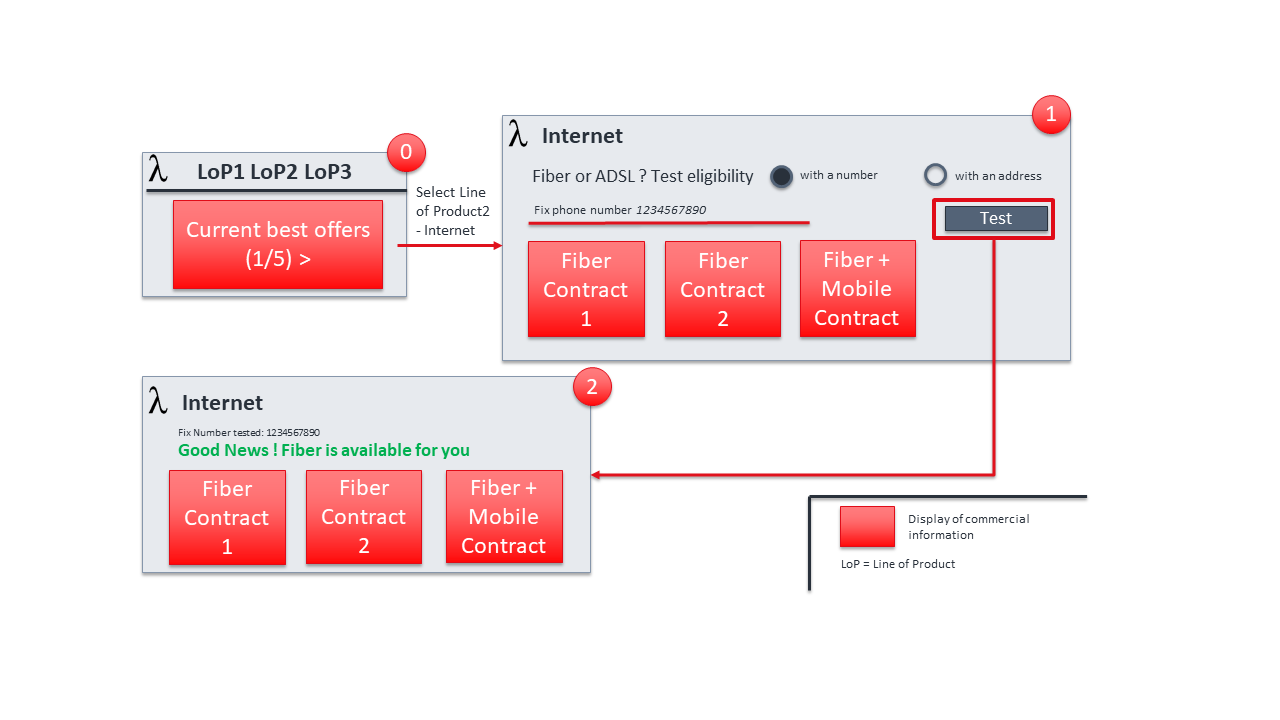 0
λ LoP1 LoP2 LoP3
Current best offers
(1/5) >
Select Line
of Product2
- Internet
1
λ Internet
Fiber or ADSL ? Test eligibility
with a number
with an address
Fix phone number 1234567890
Test
Fiber
Contract
1
Fiber
Contract
2
Fiber +
Mobile
Contract
2
λ Internet
Fix Number tested: 1234567890
Good News ! Fiber is available for you
Fiber
Contract
1
Fiber
Contract
2
Fiber +
Mobile
Contract
Display of commercial
information
LoP = Line of Product